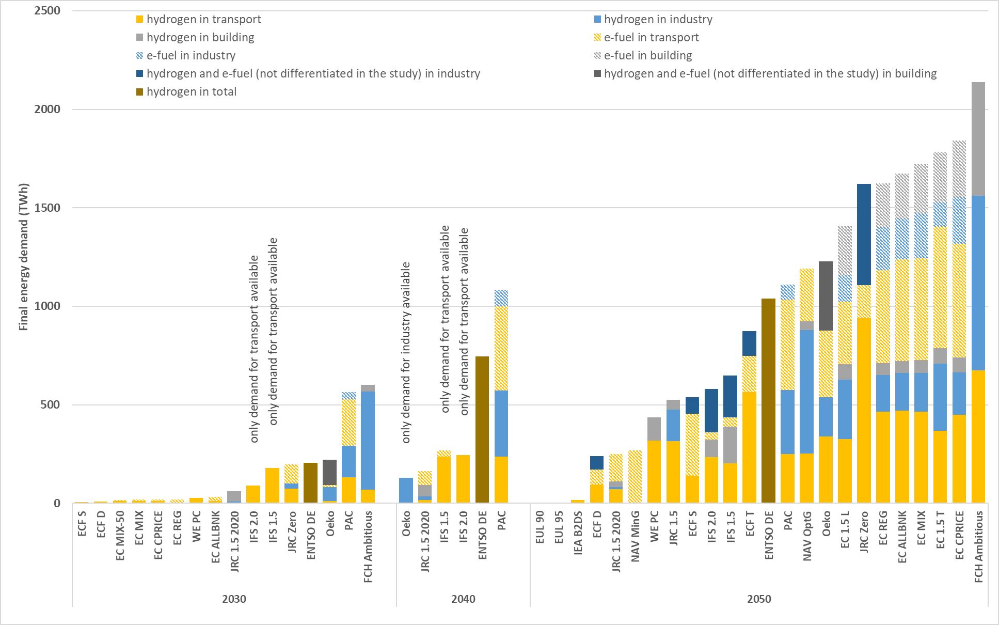 2500
hydrogen in transport
hydrogen in industry
hydrogen in building
e-fuel in transport
e-fuel in industry
e-fuel in building
hydrogen and e-fuel (not differentiated in the study) in industry
hydrogen and e-fuel (not differentiated in the study) in building
hydrogen in total
2000
1500
1000
500
0
Final energy demand (TWh)
only demand for transport available
only demand for transport available
only demand for industry available
only demand for transport available
only demand for transport available
ECF S
ECF D
EC MIX-50
EC MIX
EC CPRICE
EC REG
WE PC
EC ALLBNK
JRC 1.5 2020
IFS 2.0
IFS 1.5
JRC Zero
ENTSO DE
Oeko
PAC
FCH Ambitious
Oeko
JRC 1.5 2020
IFS 1.5
IFS 2.0
ENTSO DE
PAC
EUL 90
EUL 95
IEA B2DS
ECF D
JRC 1.5 2020
NAV MinG
WE PC
JRC 1.5
ECF S
IFS 2.0
IFS 1.5
ECF T
ENTSO DE
PAC
NAV OptG
Oeko
EC 1.5 L
JRC Zero
EC REG
EC ALLBNK
EC MIX
EC 1.5 T
EC CPRICE
FCH Ambitious
2030
2040
2050